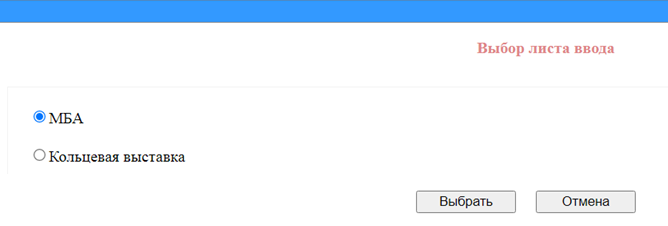 Выбор листа ввода
МБА
Кольцевая выставка
Выбрать Отмена